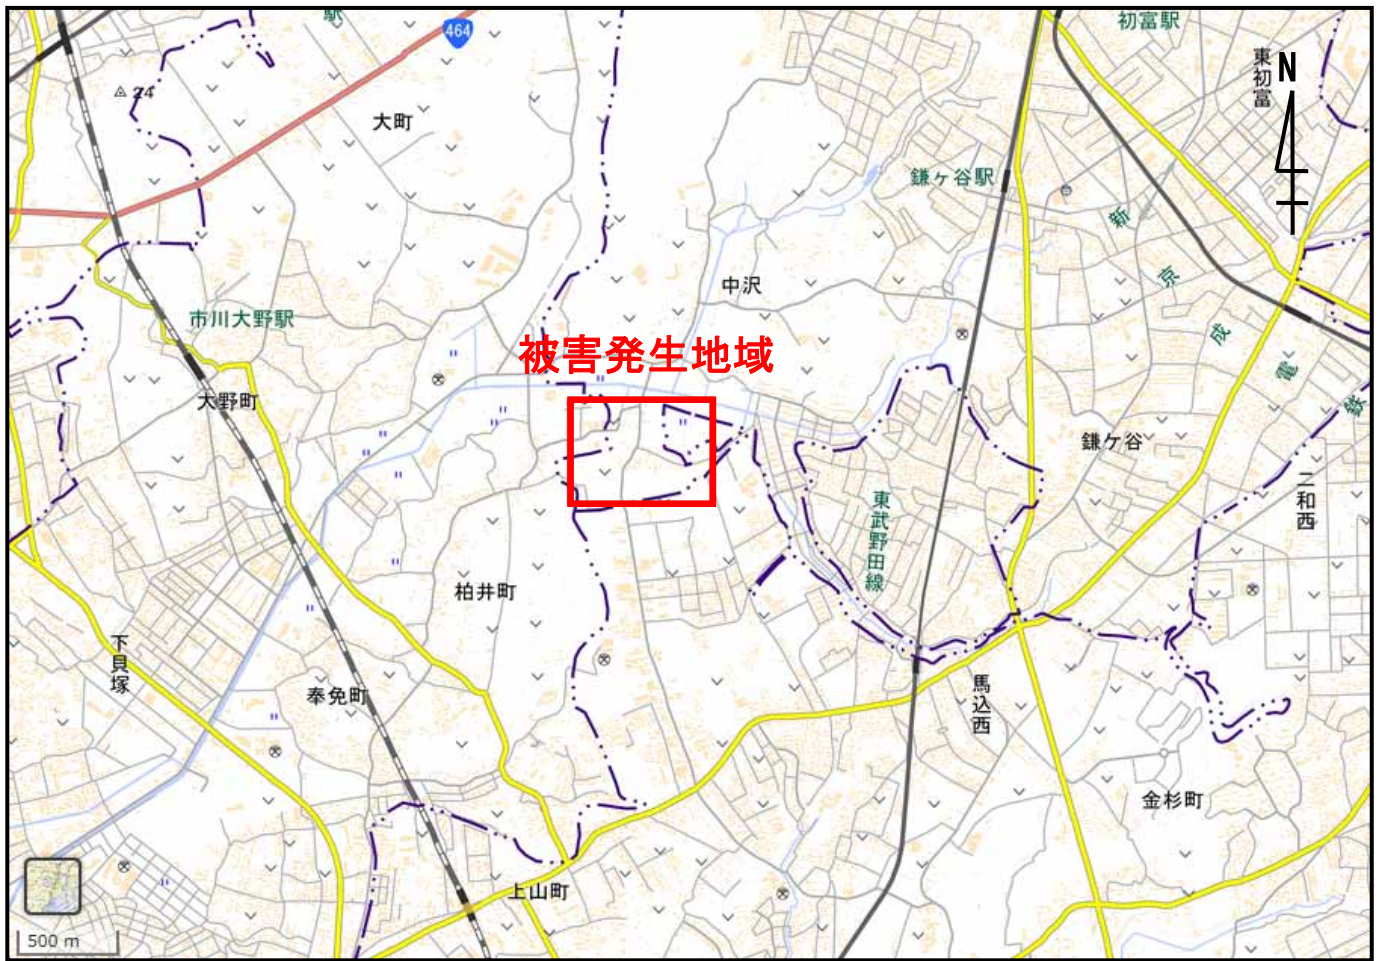 464
初富駅
東初富
N
24
大町
鎌ヶ谷駅
新京成電鉄
中沢
市川大野駅
被害発生地域
大野町
鎌ケ谷
二和西
東武野田線
柏井町
下貝塚
奉免町
馬込西
金杉町
上山町
500 m